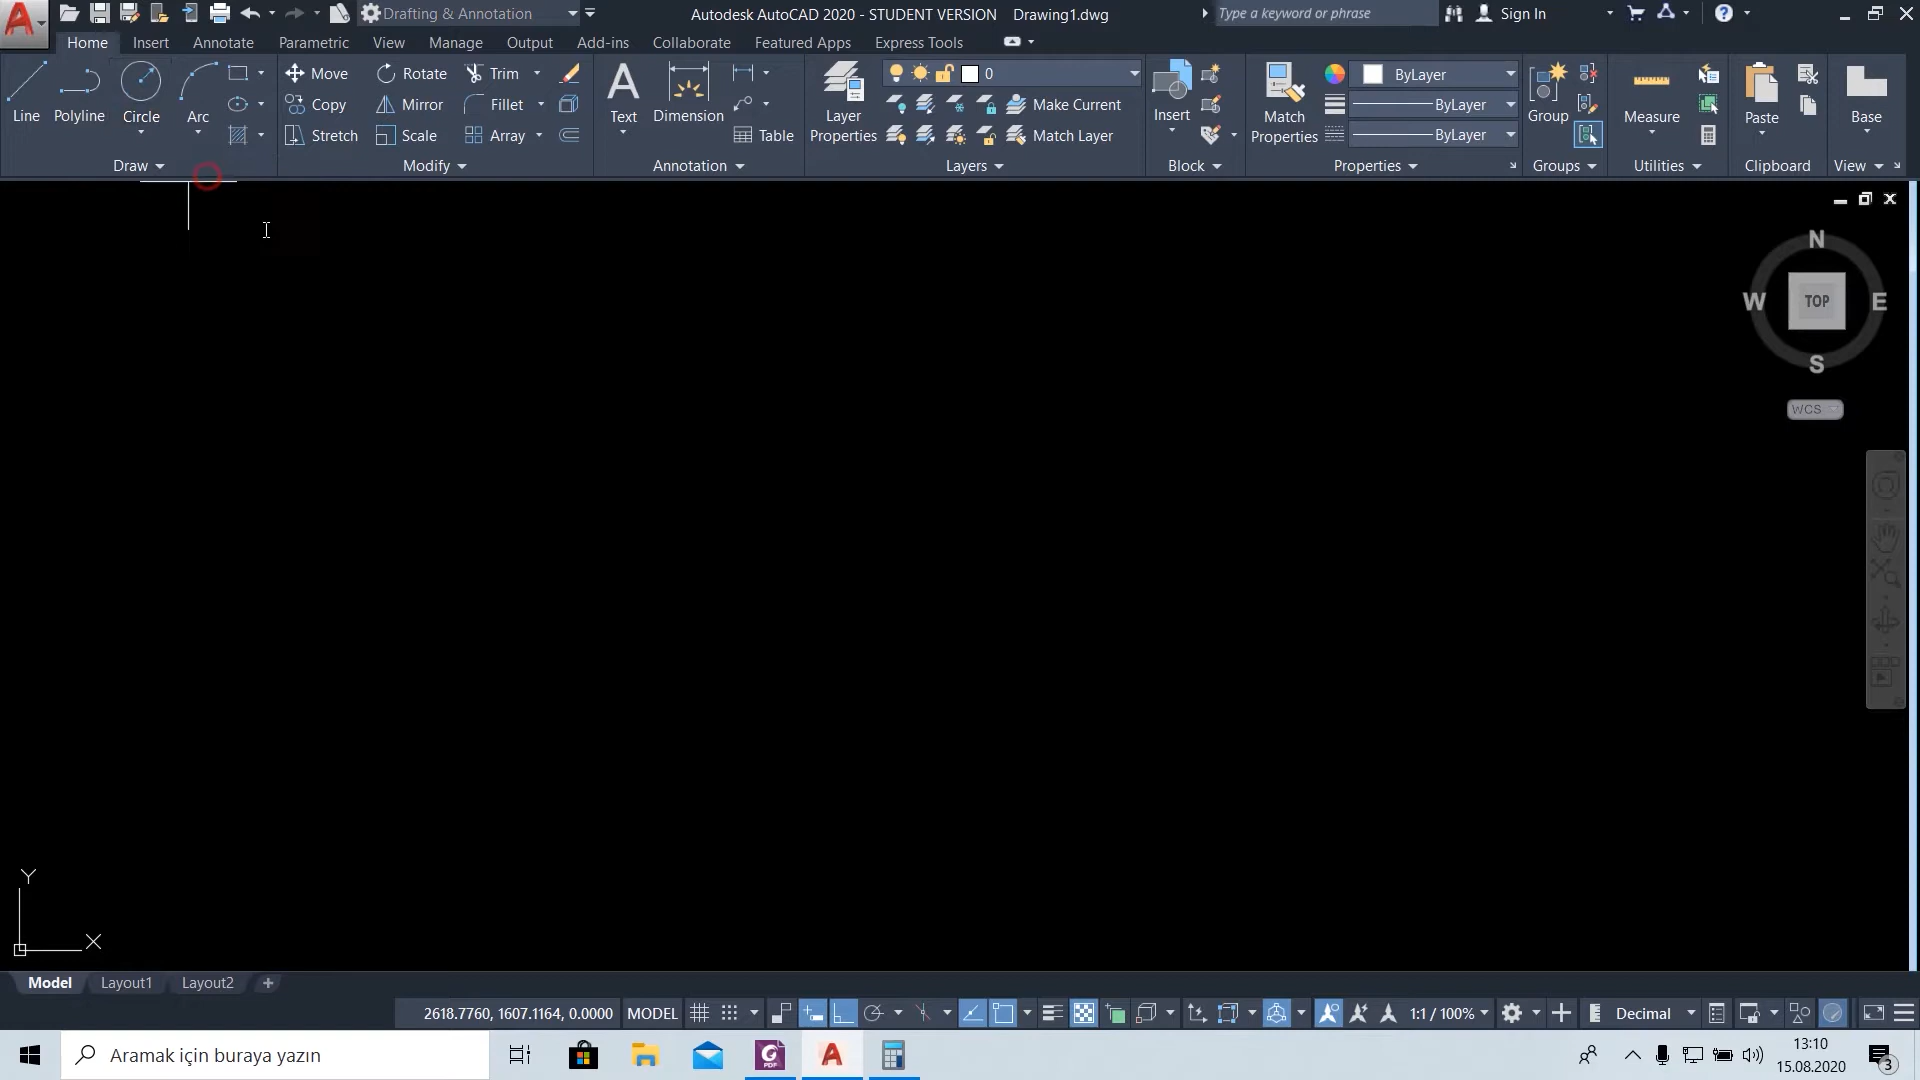 Drafting & Annotation
Autodesk AutoCAD 2020 - STUDENT VERSION Drawing1.dwg
Type a keyword or phrase
Sign In
Home Insert Annotate Parametric View Manage Output Add-ins Collaborate Featured Apps Express Tools
Line Polyline Circle Arc
Move Rotate Trim
Copy Mirror Fillet
Stretch Scale Array
Text Dimension Table
Layer Properties
0
Make Current
Match Layer
Insert
Match Properties
ByLayer
ByLayer
ByLayer
Group
Measure
Paste
Base
Draw Modify Annotation Layers Block Properties Groups Utilities Clipboard View
N
W TOP E
S
WCS
Y
X
Model Layout1 Layout2 +
2618.7760, 1607.1164, 0.0000 MODEL 1:1 / 100% Decimal
Aramak için buraya yazın
PDF
13:10
15.08.2020
3